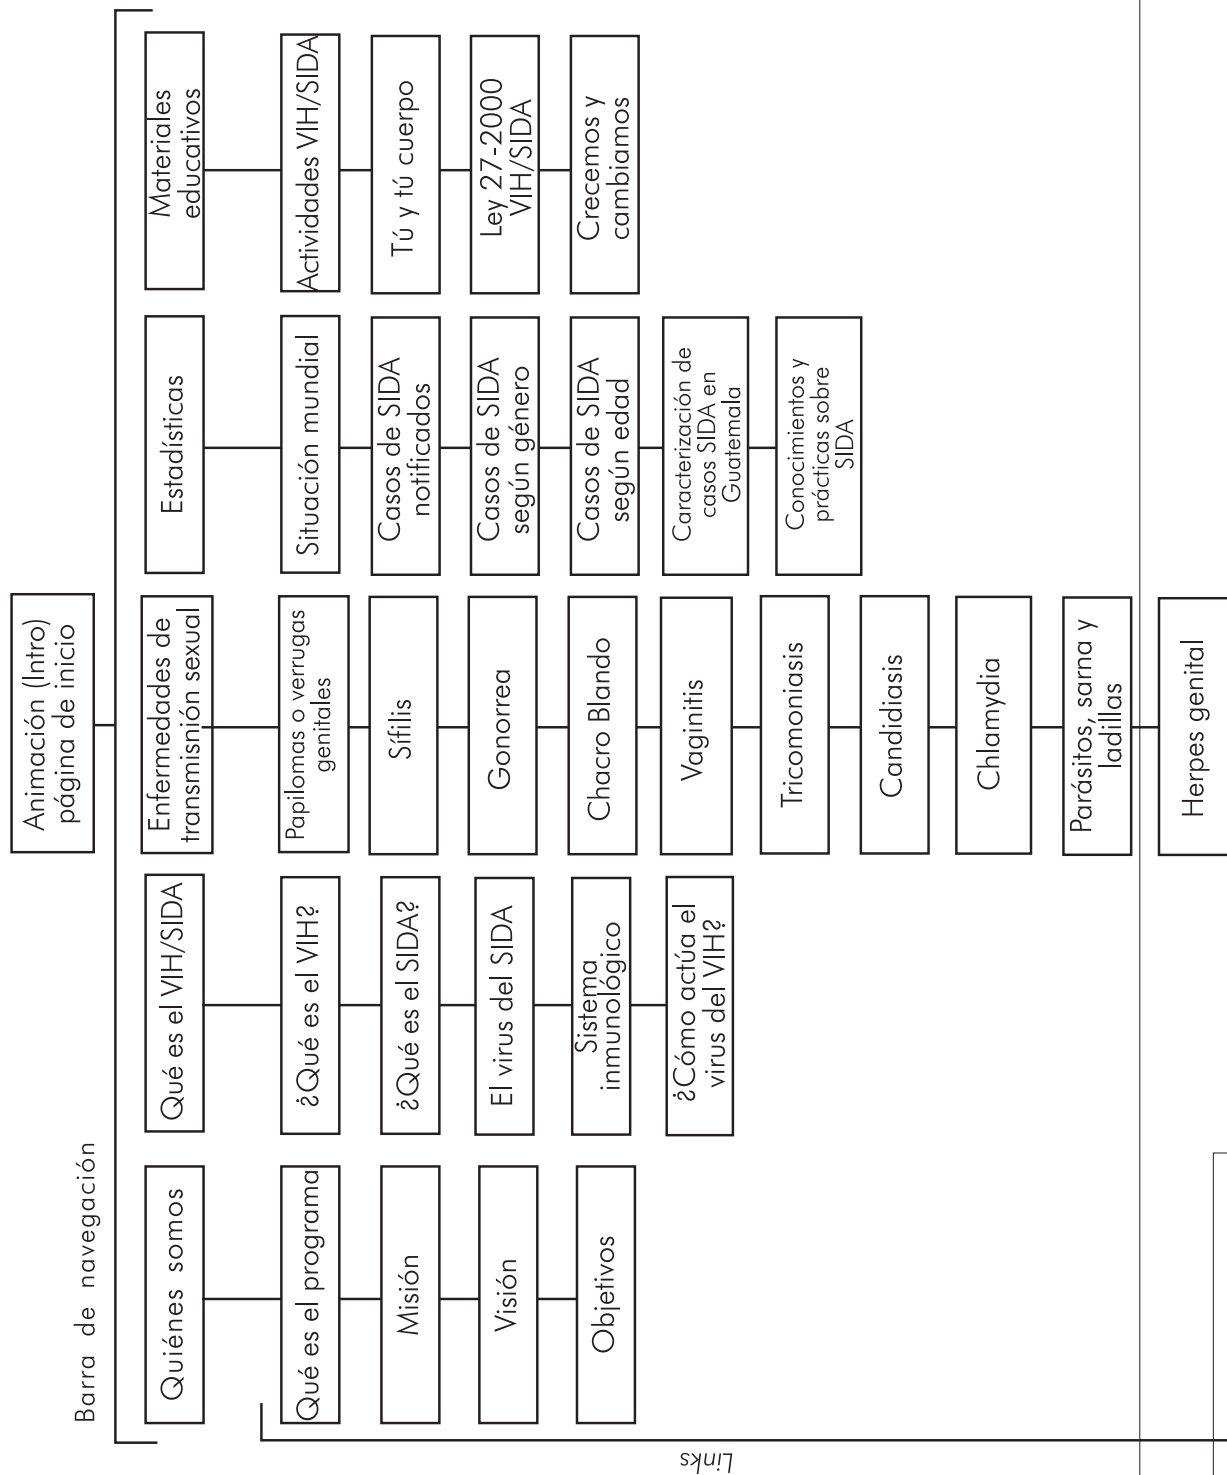 Animación (Intro)
página de inicio
Barra de navegación
Quiénes somos
Qué es el programa
Misión
Visión
Objetivos
Qué es el VIH/SIDA
¿Qué es el VIH?
¿Qué es el SIDA?
El virus del SIDA
Sistema
inmunológico
¿Cómo actúa el
virus del VIH?
Enfermedades de
transmisnión sexual
Papilomas o verrugas
genitales
Sífilis
Gonorrea
Chacro Blando
Vaginitis
Tricomoniasis
Candidiasis
Chlamydia
Parásitos, sarna y
ladillas
Herpes genital
Estadísticas
Situación mundial
Casos de SIDA
notificados
Casos de SIDA
según género
Casos de SIDA
según edad
Caracterización de
casos SIDA en
Guatemala
Conocimientos y
prácticas sobre
SIDA
Materiales
educativos
Actividades VIH/SIDA
Tú y tú cuerpo
Ley 27-2000
VIH/SIDA
Crecemos y
cambiamos
Links